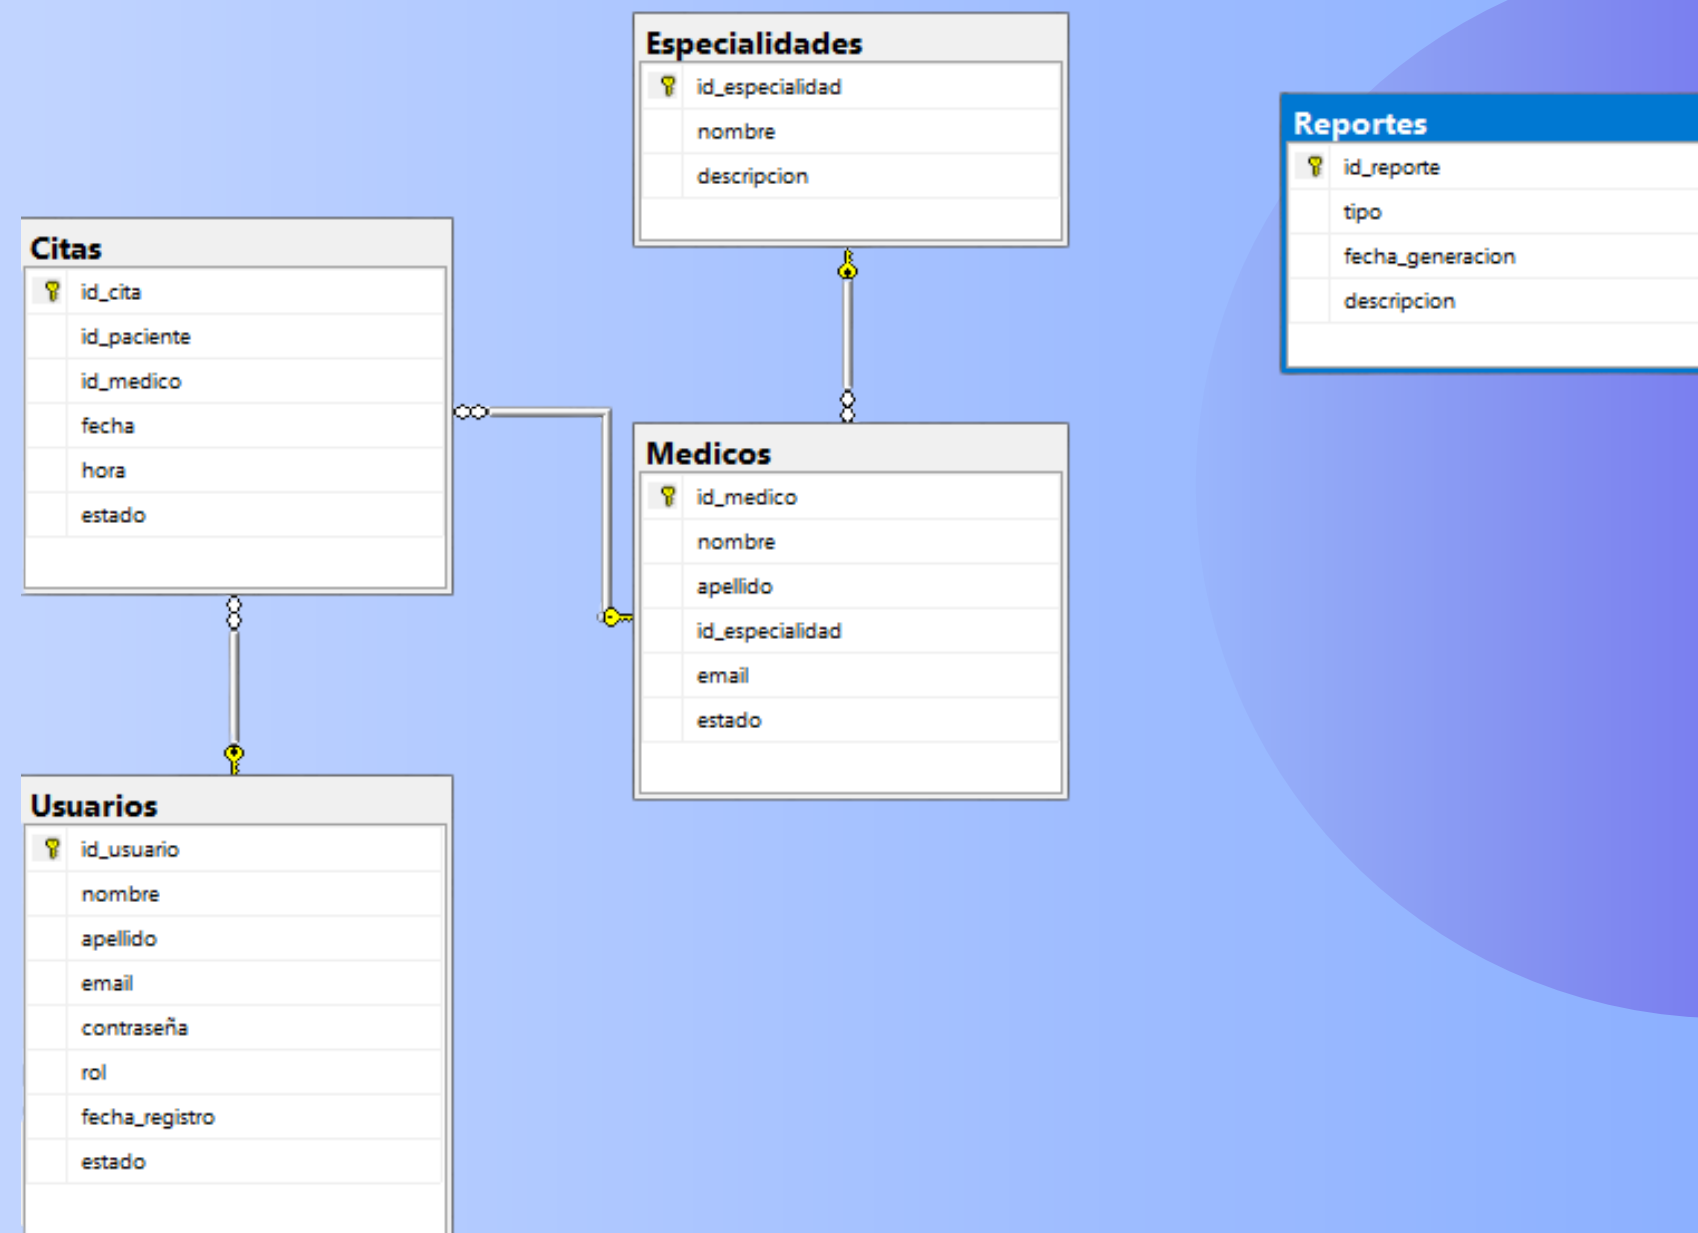 Especialidades
id_especialidad
nombre
descripcion
Reportes
id_reporte
tipo
fecha_generacion
descripcion
Citas
id_cita
id_paciente
id_medico
fecha
hora
estado
Medicos
id_medico
nombre
apellido
id_especialidad
email
estado
Usuarios
id_usuario
nombre
apellido
email
contraseña
rol
fecha_registro
estado